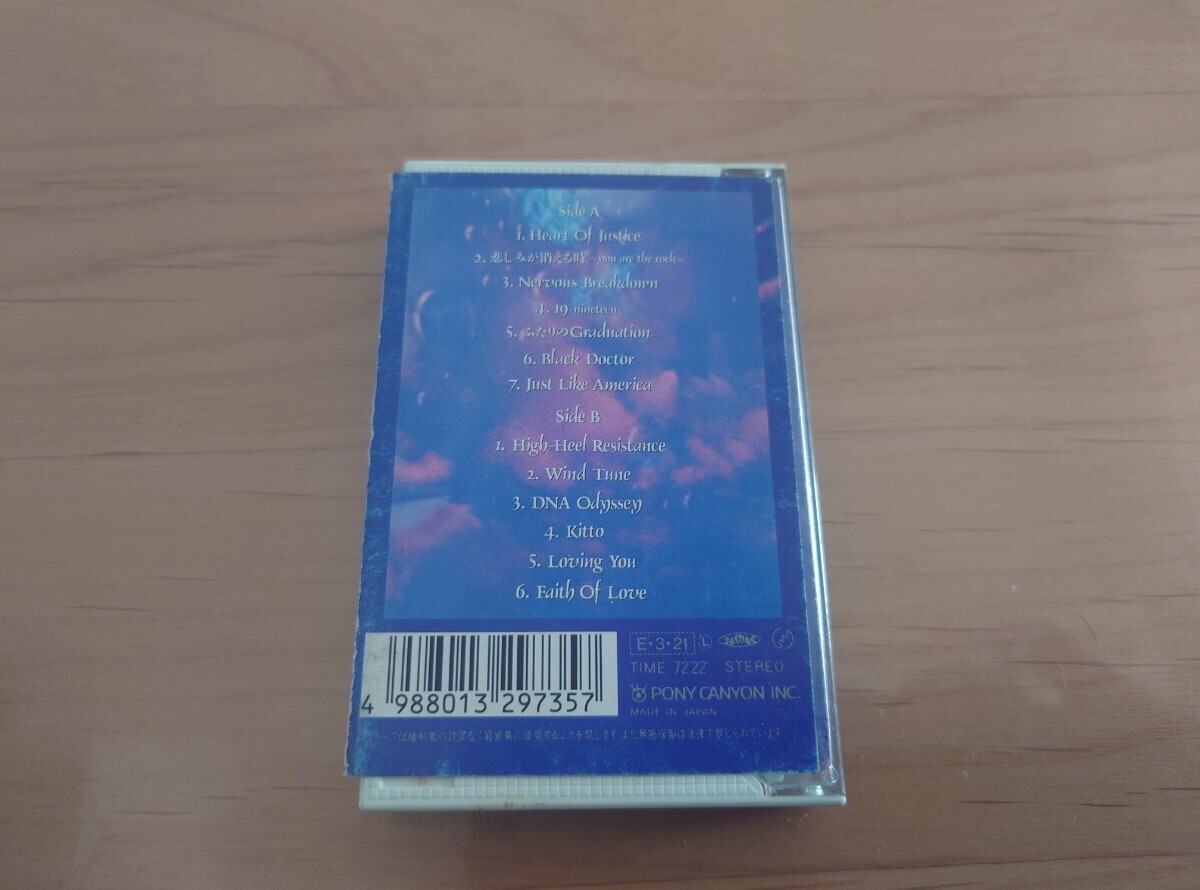 Side A
1. Heart Of Justice
2. 悲しみが消える時 ~you are the rock~
3. Nervous Breakdown
4. 19 -nineteen-
5. ふたりのGraduation
6. Black Doctor
7. Just Like America
Side B
1. High-Heel Resistance
2. Wind Tune
3. DNA Odyssey
4. Kitto
5. Loving You
6. Faith Of Love
E・3・21 L JASRAC
TIME 72'22" STEREO
PONY CANYON INC.
MADE IN JAPAN
4 988013 297357